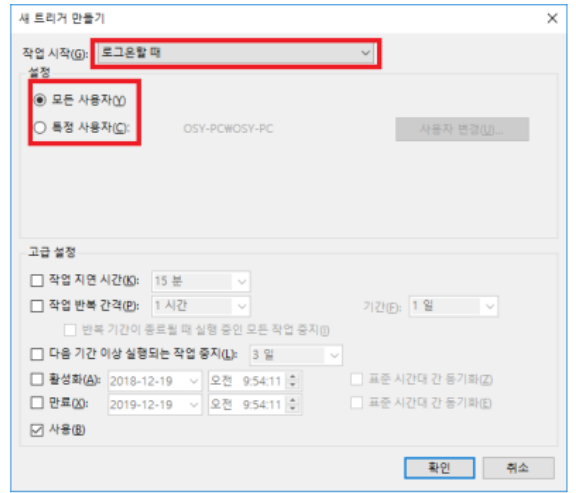 새 트리거 만들기
작업 시작(G): 로그온할 때
설정
모든 사용자(Y)
특정 사용자(C): OSY-PC₩OSY-PC 사용자 변경(U)...
고급 설정
작업 지연 시간(K): 15 분
작업 반복 간격(P): 1 시간 기간(F): 1 일
반복 기간이 종료될 때 실행 중인 모든 작업 중지(I)
다음 기간 이상 실행되는 작업 중지(L): 3 일
활성화(A): 2018-12-19 오전 9:54:11 표준 시간대 간 동기화(Z)
만료(X): 2019-12-19 오전 9:54:11 표준 시간대 간 동기화(E)
사용(B)
확인 취소